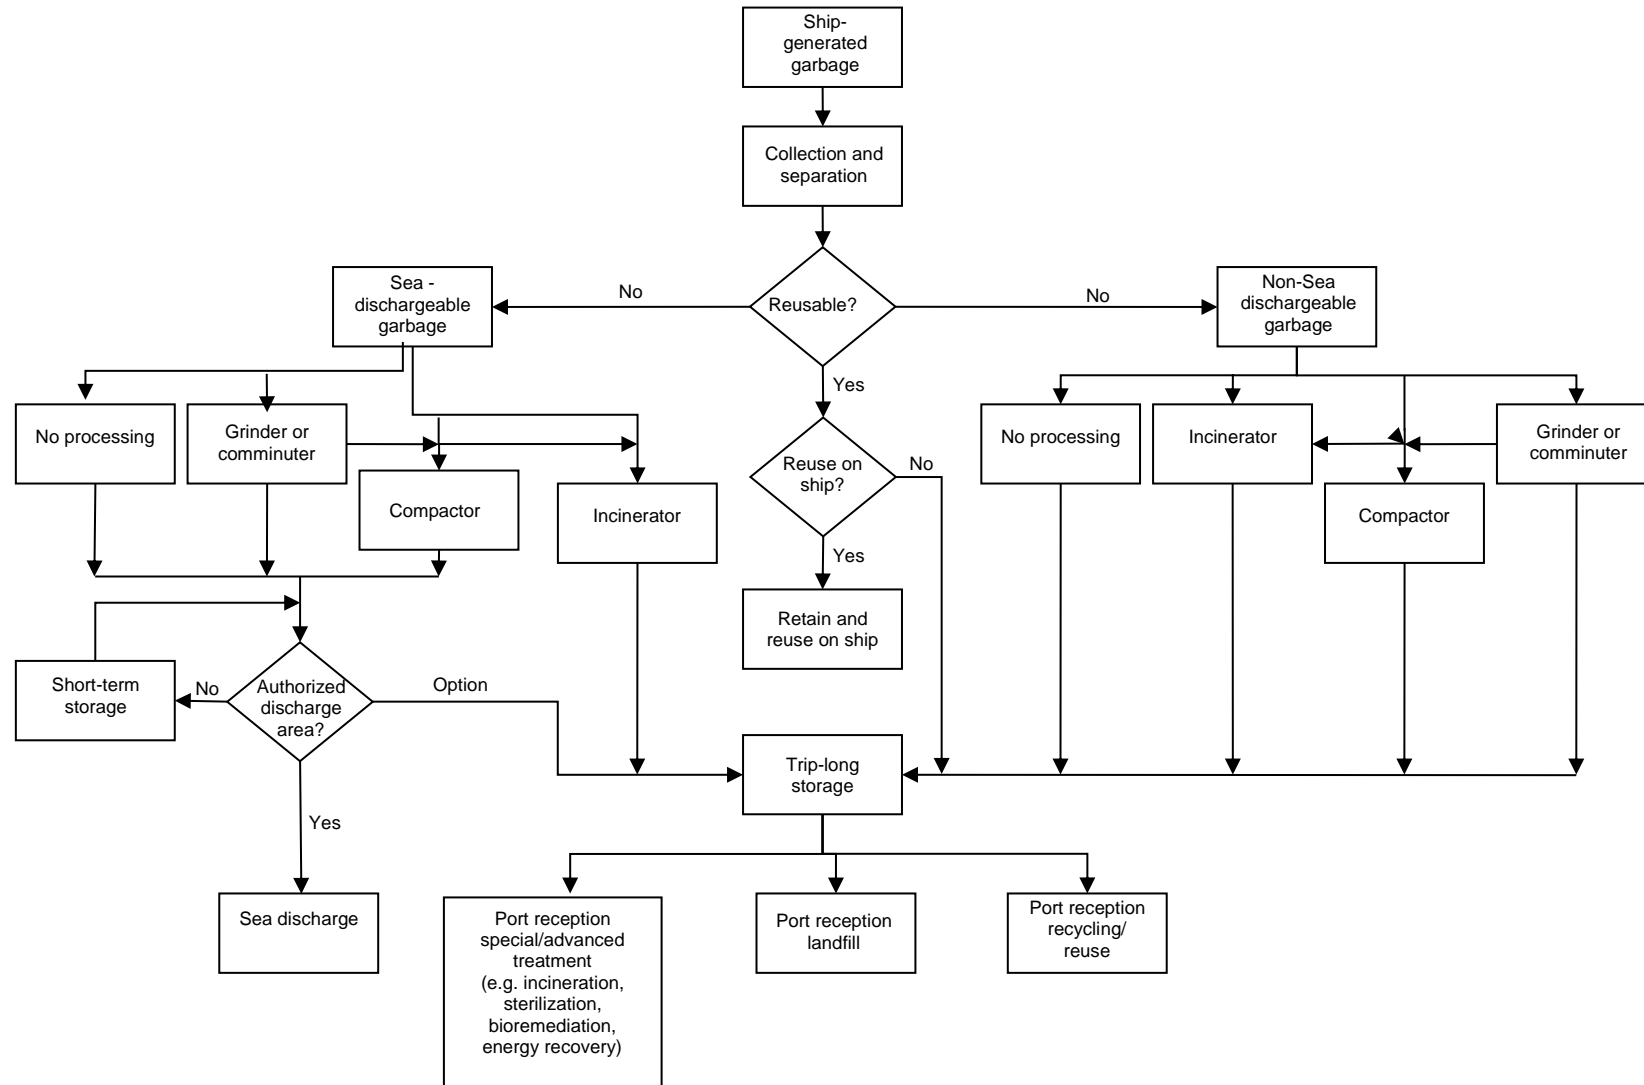 Ship-
generated
garbage
Collection and
separation
Sea -
dischargeable
garbage
No
Reusable?
No
Non-Sea
dischargeable
garbage
Yes
No processing
Grinder or
comminuter
Compactor
Incinerator
Reuse on
ship?
No
No processing
Incinerator
Compactor
Grinder or
comminuter
Yes
Retain and
reuse on ship
Short-term
storage
No
Authorized
discharge
area?
Option
Trip-long
storage
Yes
Sea discharge
Port reception
special/advanced
treatment
(e.g. incineration,
sterilization,
bioremediation,
energy recovery)
Port reception
landfill
Port reception
recycling/
reuse